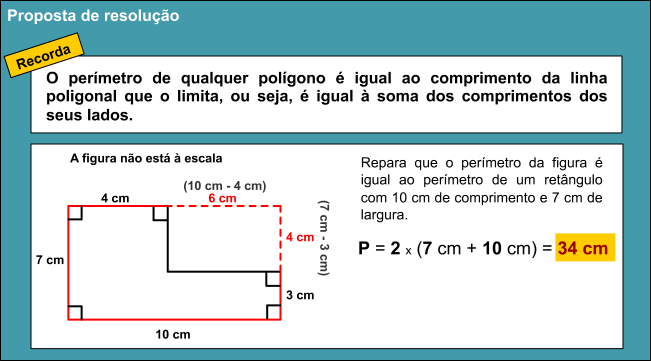 Proposta de resolução
Recorda
O perímetro de qualquer polígono é igual ao comprimento da linha
poligonal que o limita, ou seja, é igual à soma dos comprimentos dos
seus lados.
A figura não está à escala
(10 cm - 4 cm)
4 cm
6 cm
4 cm
(7 cm - 3 cm)
7 cm
3 cm
10 cm
Repara que o perímetro da figura é
igual ao perímetro de um retângulo
com 10 cm de comprimento e 7 cm de
largura.
P = 2 x (7 cm + 10 cm) = 34 cm